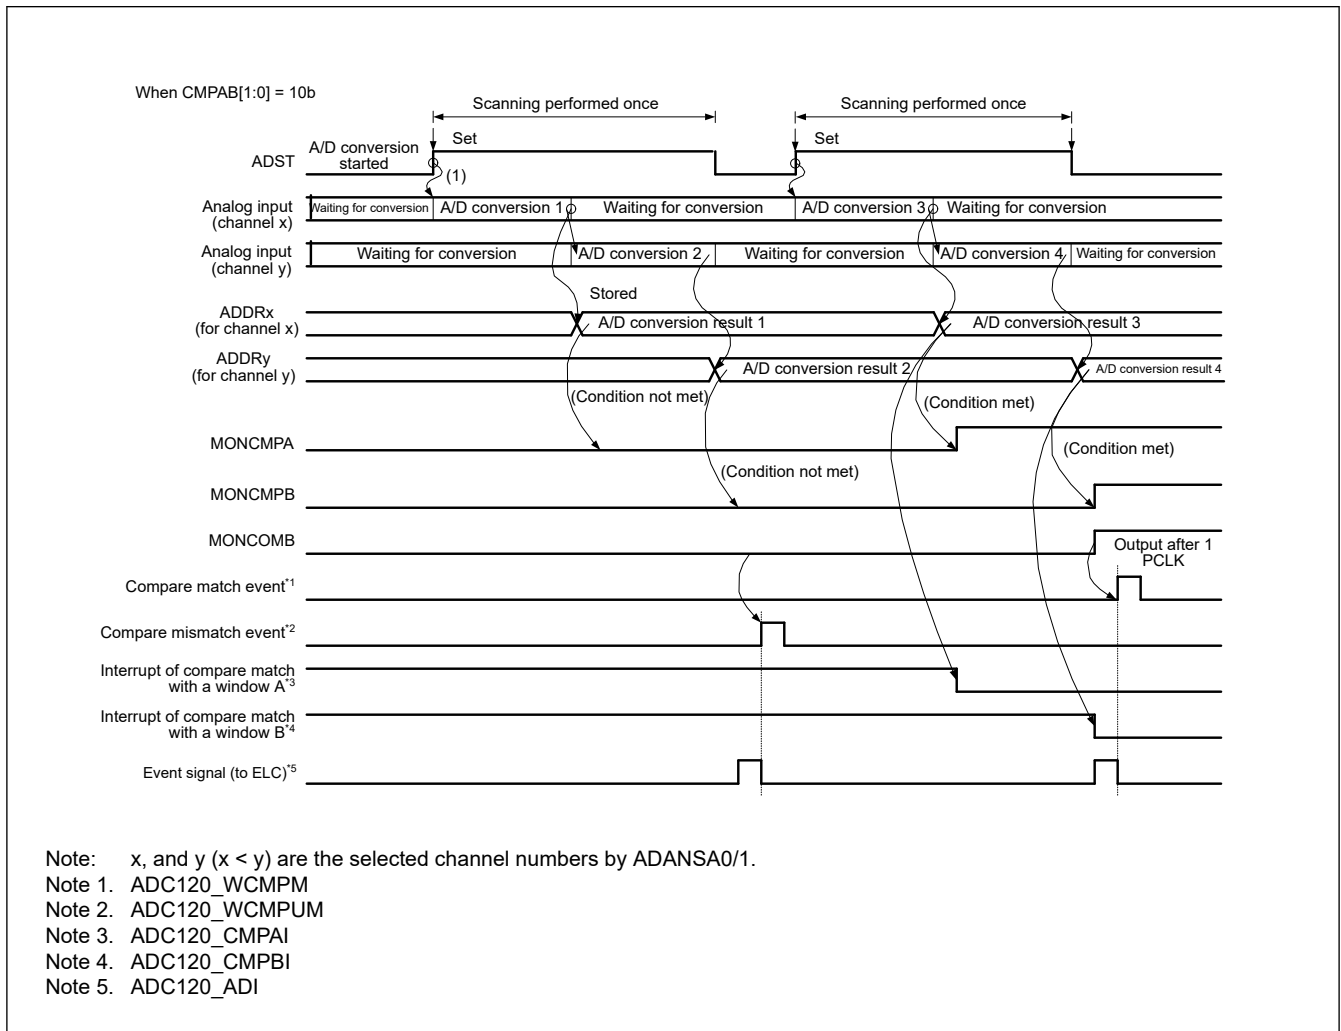 When CMPAB[1:0] = 10b
Scanning performed once
Scanning performed once
ADST
A/D conversion
started
Set
Set
(1)
Analog input
(channel x)
Waiting for conversion
A/D conversion 1
Waiting for conversion
A/D conversion 3
Waiting for conversion
Analog input
(channel y)
Waiting for conversion
A/D conversion 2
Waiting for conversion
A/D conversion 4
Waiting for conversion
Stored
ADDRx
(for channel x)
A/D conversion result 1
A/D conversion result 3
ADDRy
(for channel y)
A/D conversion result 2
A/D conversion result 4
(Condition not met)
(Condition met)
MONCMPA
(Condition met)
(Condition not met)
MONCMPB
MONCOMB
Output after 1
PCLK
Compare match event*1
Compare mismatch event*2
Interrupt of compare match
with a window A*3
Interrupt of compare match
with a window B*4
Event signal (to ELC)*5
Note: x, and y (x < y) are the selected channel numbers by ADANSA0/1.
Note 1. ADC120_WCMPM
Note 2. ADC120_WCMPUM
Note 3. ADC120_CMPAI
Note 4. ADC120_CMPBI
Note 5. ADC120_ADI